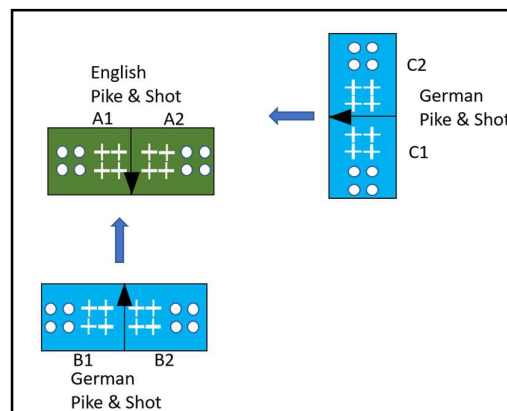 English
Pike & Shot
A1 A2
C2
German
Pike & Shot
C1
B1 B2
German
Pike & Shot